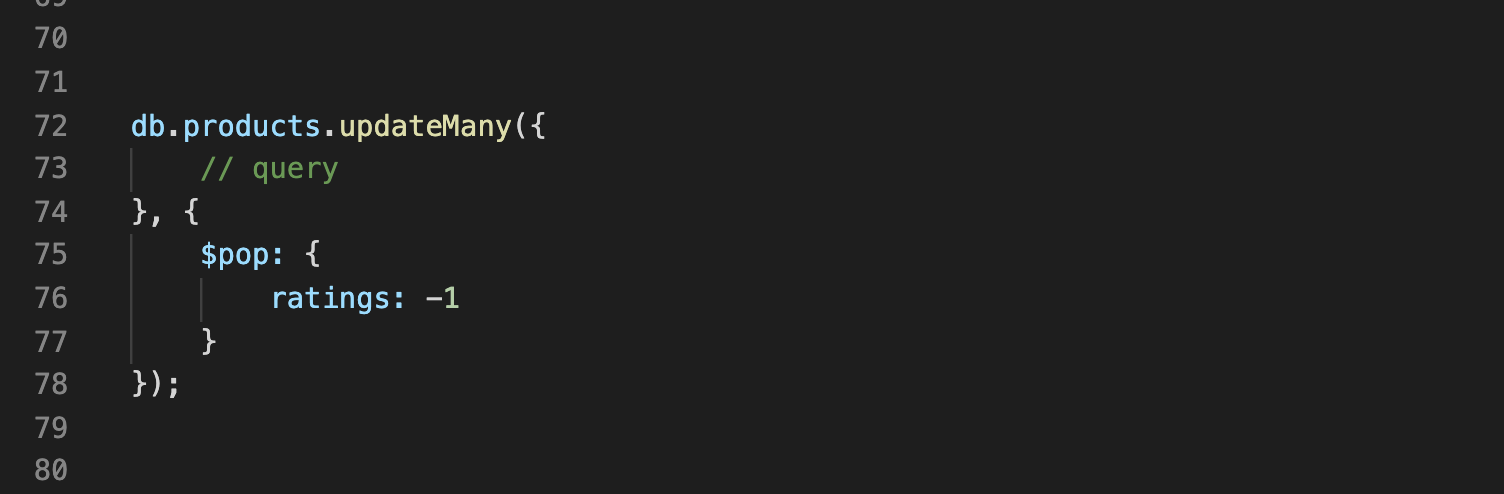 70
71
72 db.products.updateMany({
73 // query
74 }, {
75 $pop: {
76 ratings: -1
77 }
78 });
79
80